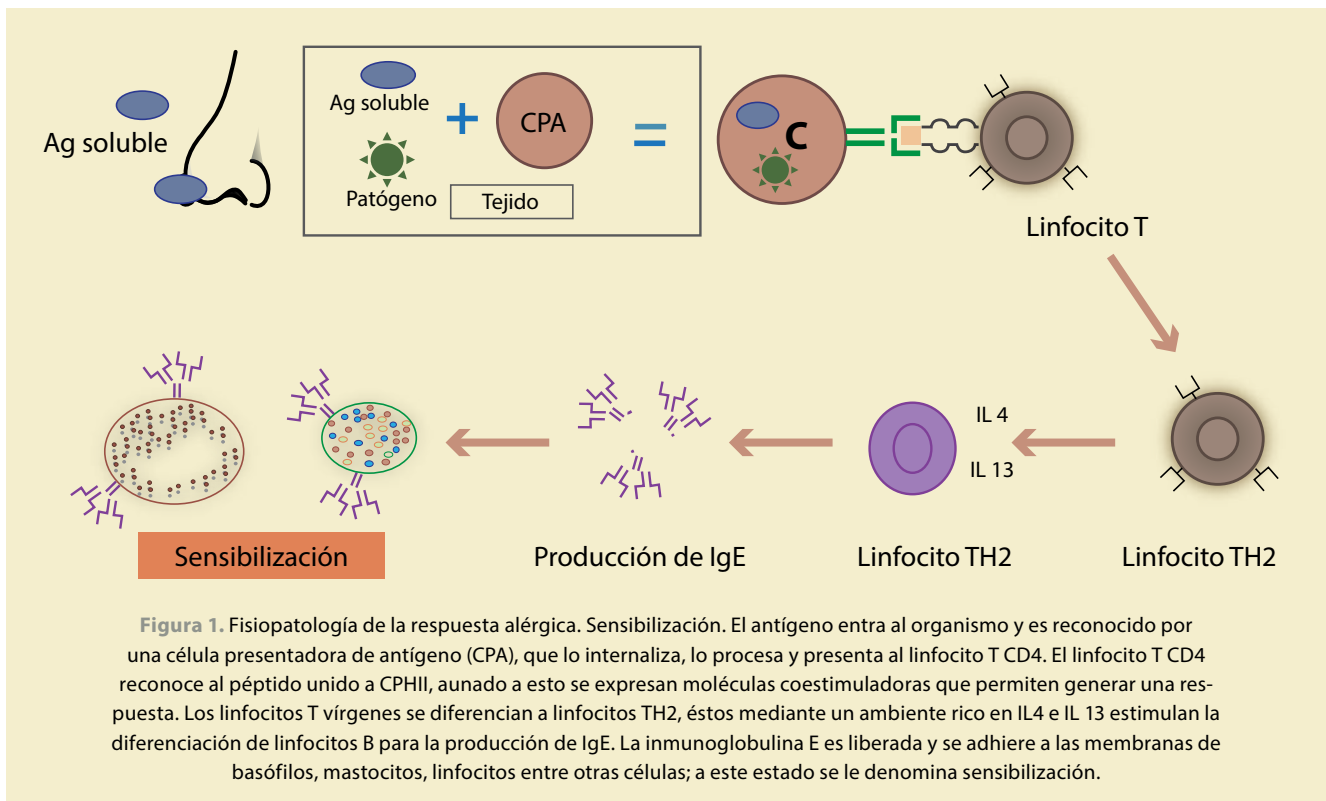 Ag soluble
Ag soluble
Patógeno
CPA
Tejido
C
Linfocito T
IL 4
IL 13
Sensibilización
Producción de IgE
Linfocito TH2
Linfocito TH2
Figura 1. Fisiopatología de la respuesta alérgica. Sensibilización. El antígeno entra al organismo y es reconocido por
una célula presentadora de antígeno (CPA), que lo internaliza, lo procesa y presenta al linfocito T CD4. El linfocito T CD4
reconoce al péptido unido a CPHII, aunado a esto se expresan moléculas coestimuladoras que permiten generar una res-
puesta. Los linfocitos T vírgenes se diferencian a linfocitos TH2, éstos mediante un ambiente rico en IL4 e IL 13 estimulan la
diferenciación de linfocitos B para la producción de IgE. La inmunoglobulina E es liberada y se adhiere a las membranas de
basófilos, mastocitos, linfocitos entre otras células; a este estado se le denomina sensibilización.